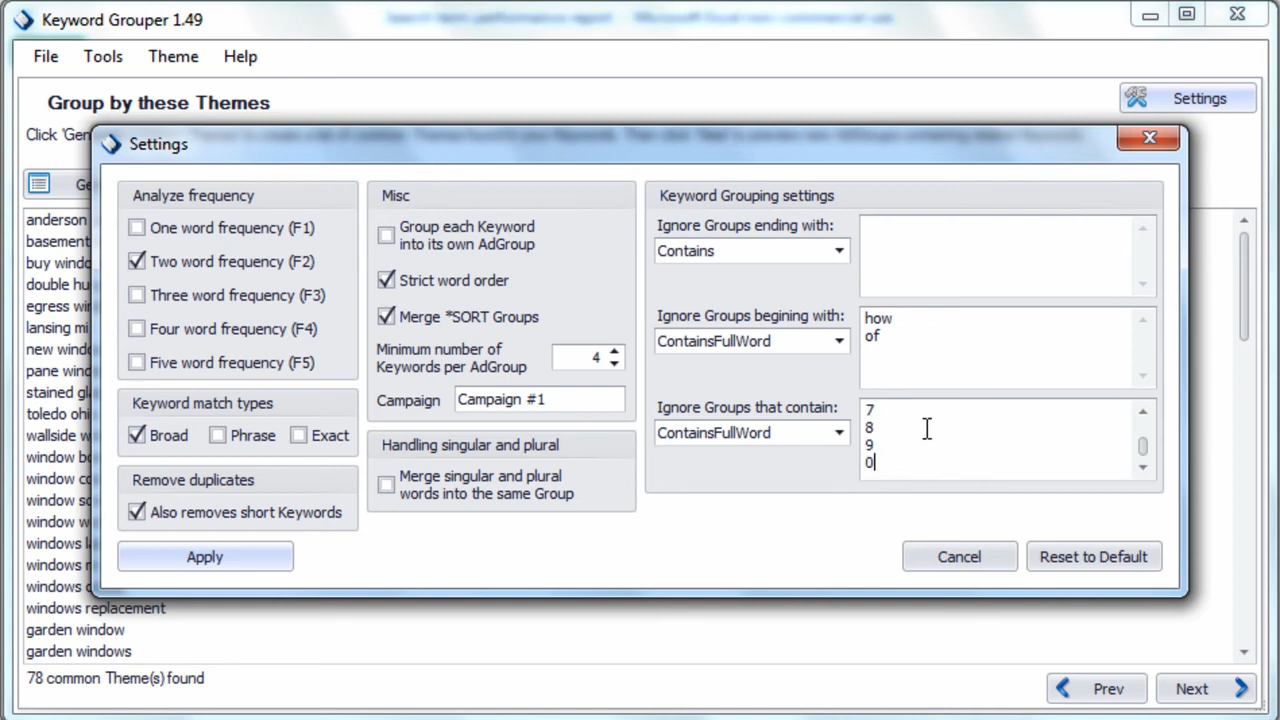 Keyword Grouper 1.49
File Tools Theme Help
Group by these Themes
Settings
Click 'Gen
Settings
Ge
anderson
basement
buy windo
double hu
egress win
lansing mi
new windo
pane wind
stained gl
toledo ohi
wallside w
window bo
window co
window sc
window w
windows la
windows r
windows o
windows replacement
garden window
garden windows
Analyze frequency
One word frequency (F1)
Two word frequency (F2)
Three word frequency (F3)
Four word frequency (F4)
Five word frequency (F5)
Keyword match types
Broad Phrase Exact
Remove duplicates
Also removes short Keywords
Apply
Misc
Group each Keyword
into its own AdGroup
Strict word order
Merge *SORT Groups
Minimum number of
Keywords per AdGroup
4
Campaign Campaign #1
Handling singular and plural
Merge singular and plural
words into the same Group
Keyword Grouping settings
Ignore Groups ending with:
Contains
Ignore Groups begining with:
ContainsFullWord
how
of
Ignore Groups that contain:
ContainsFullWord
7
8
9
0
Cancel
Reset to Default
78 common Theme(s) found
Prev
Next